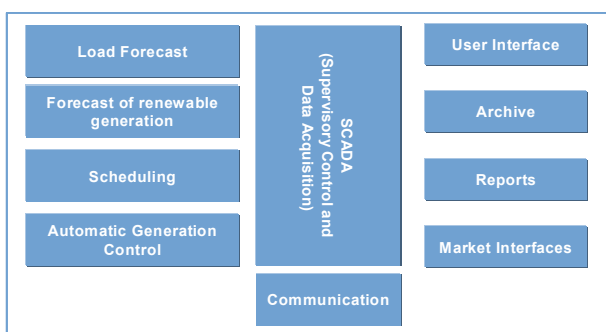 Load Forecast
Forecast of renewable
generation
Scheduling
Automatic Generation
Control
SCADA
(Supervisory Control and
Data Acquisition)
Communication
User Interface
Archive
Reports
Market Interfaces